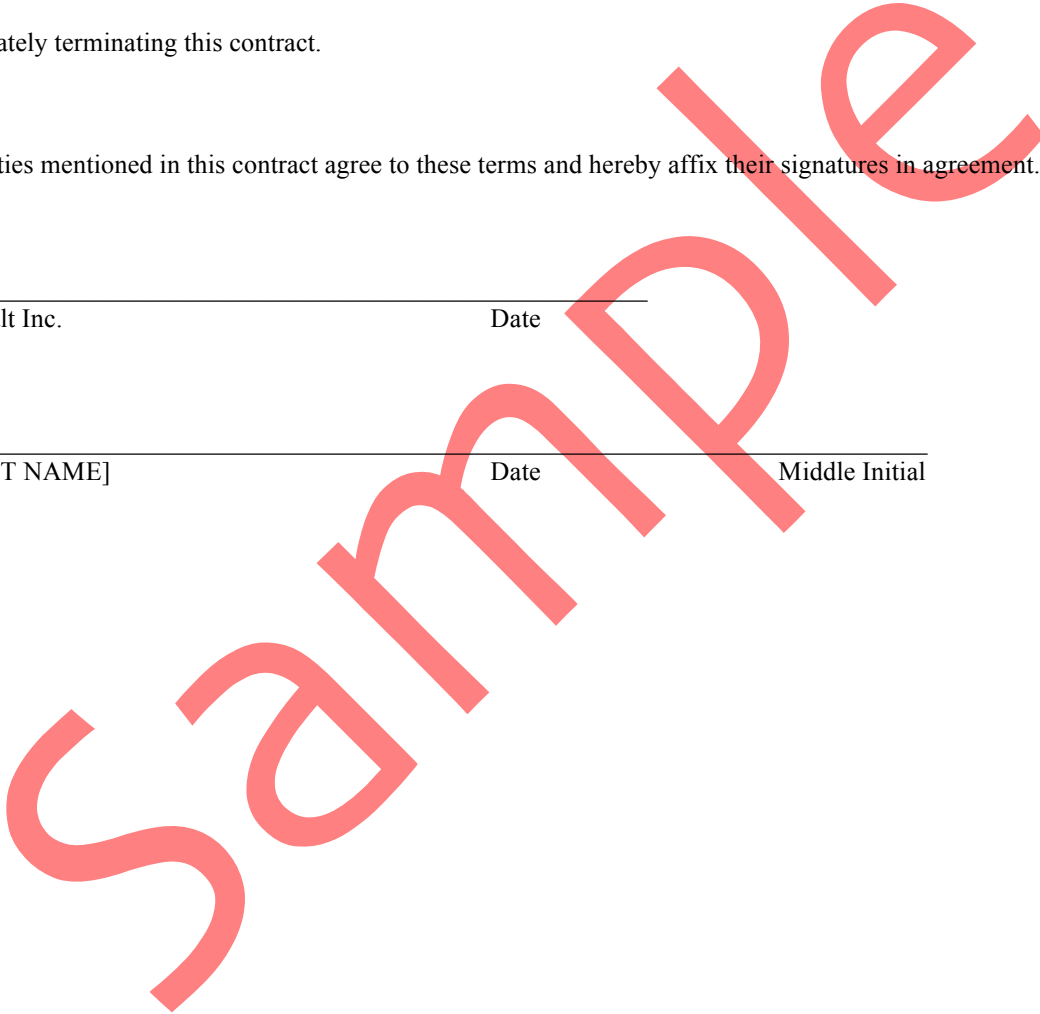 ately terminating this contract.
ties mentioned in this contract agree to these terms and hereby affix their signatures in agreement.
lt Inc. Date
T NAME] Date Middle Initial
Sample